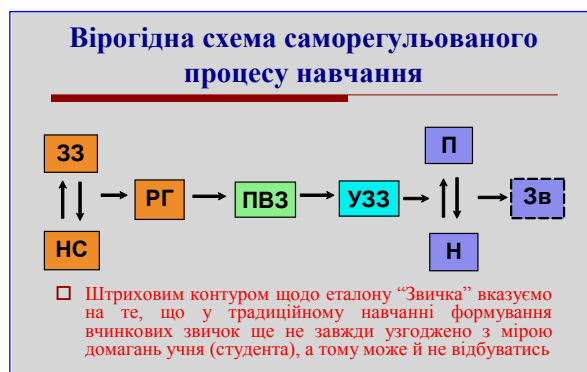 Вірогідна схема саморегульованого
процесу навчання
ЗЗ
НС
РГ
ПВЗ
УЗЗ
П
Н
Зв
Штриховим контуром щодо еталону “Звичка” вказуємо
на те, що у традиційному навчанні формування
вчинкових звичок ще не завжди узгоджено з мірою
домагань учня (студента), а тому може й не відбуватись